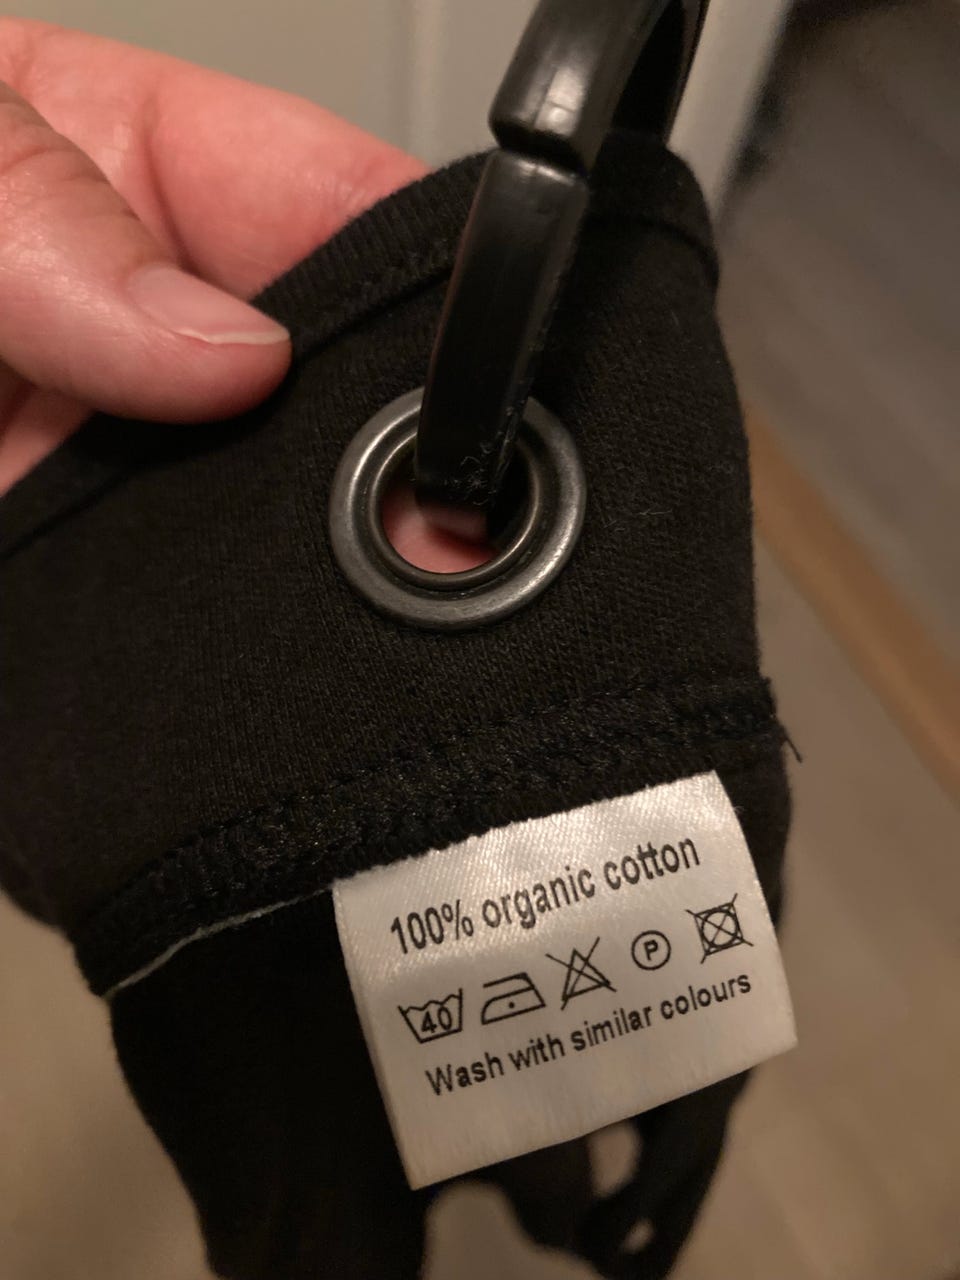 100% organic cotton
40 P
Wash with similar colours